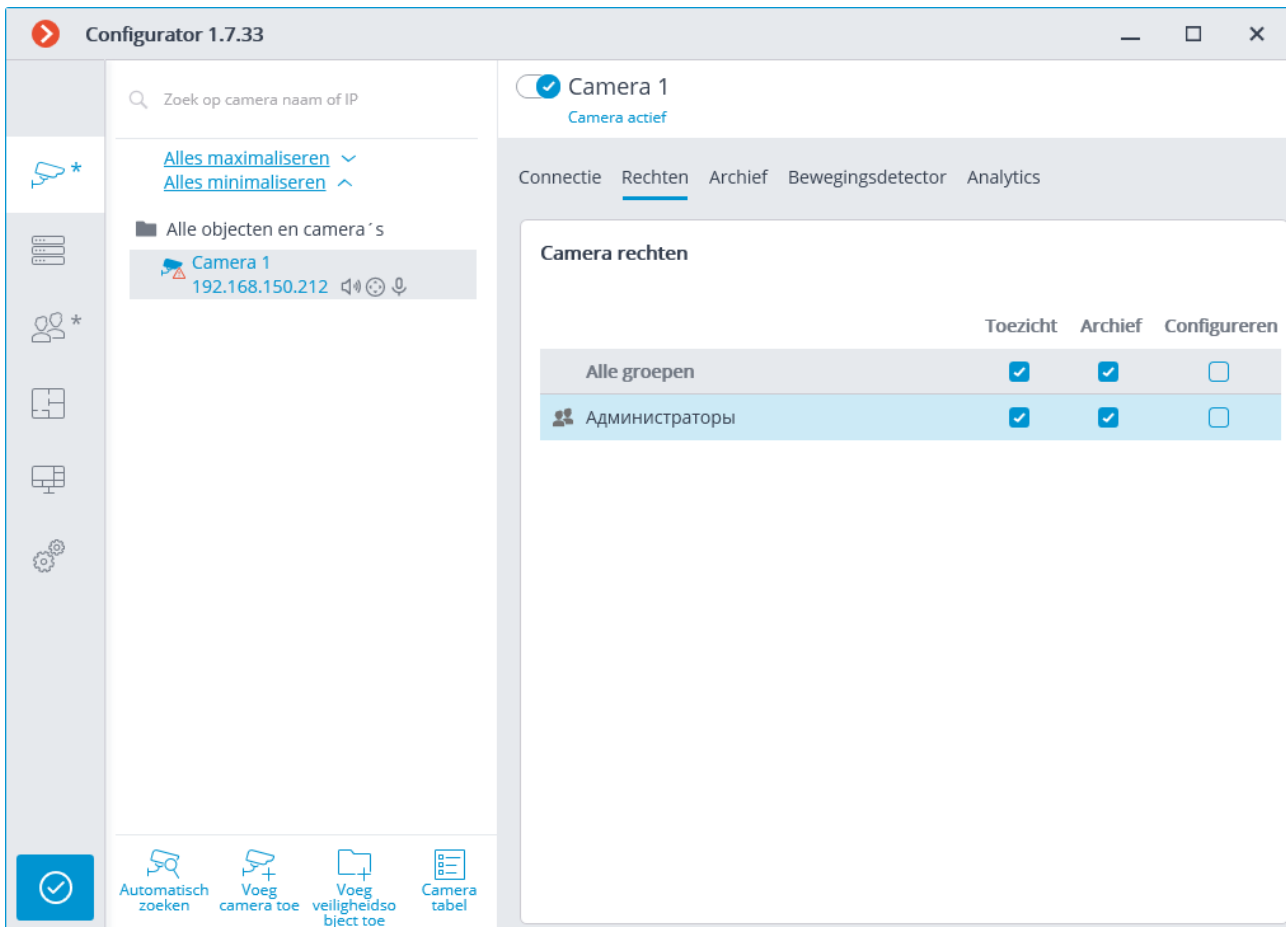 Configurator 1.7.33
Zoek op camera naam of IP
Alles maximaliseren
Alles minimaliseren
Alle objecten en camera´s
Camera 1
192.168.150.212
Automatisch zoeken
Voeg camera toe
Voeg veiligheidso bject toe
Camera tabel
Camera 1
Camera actief
Connectie Rechten Archief Bewegingsdetector Analytics
Camera rechten
Toezicht Archief Configureren
Alle groepen
Администраторы